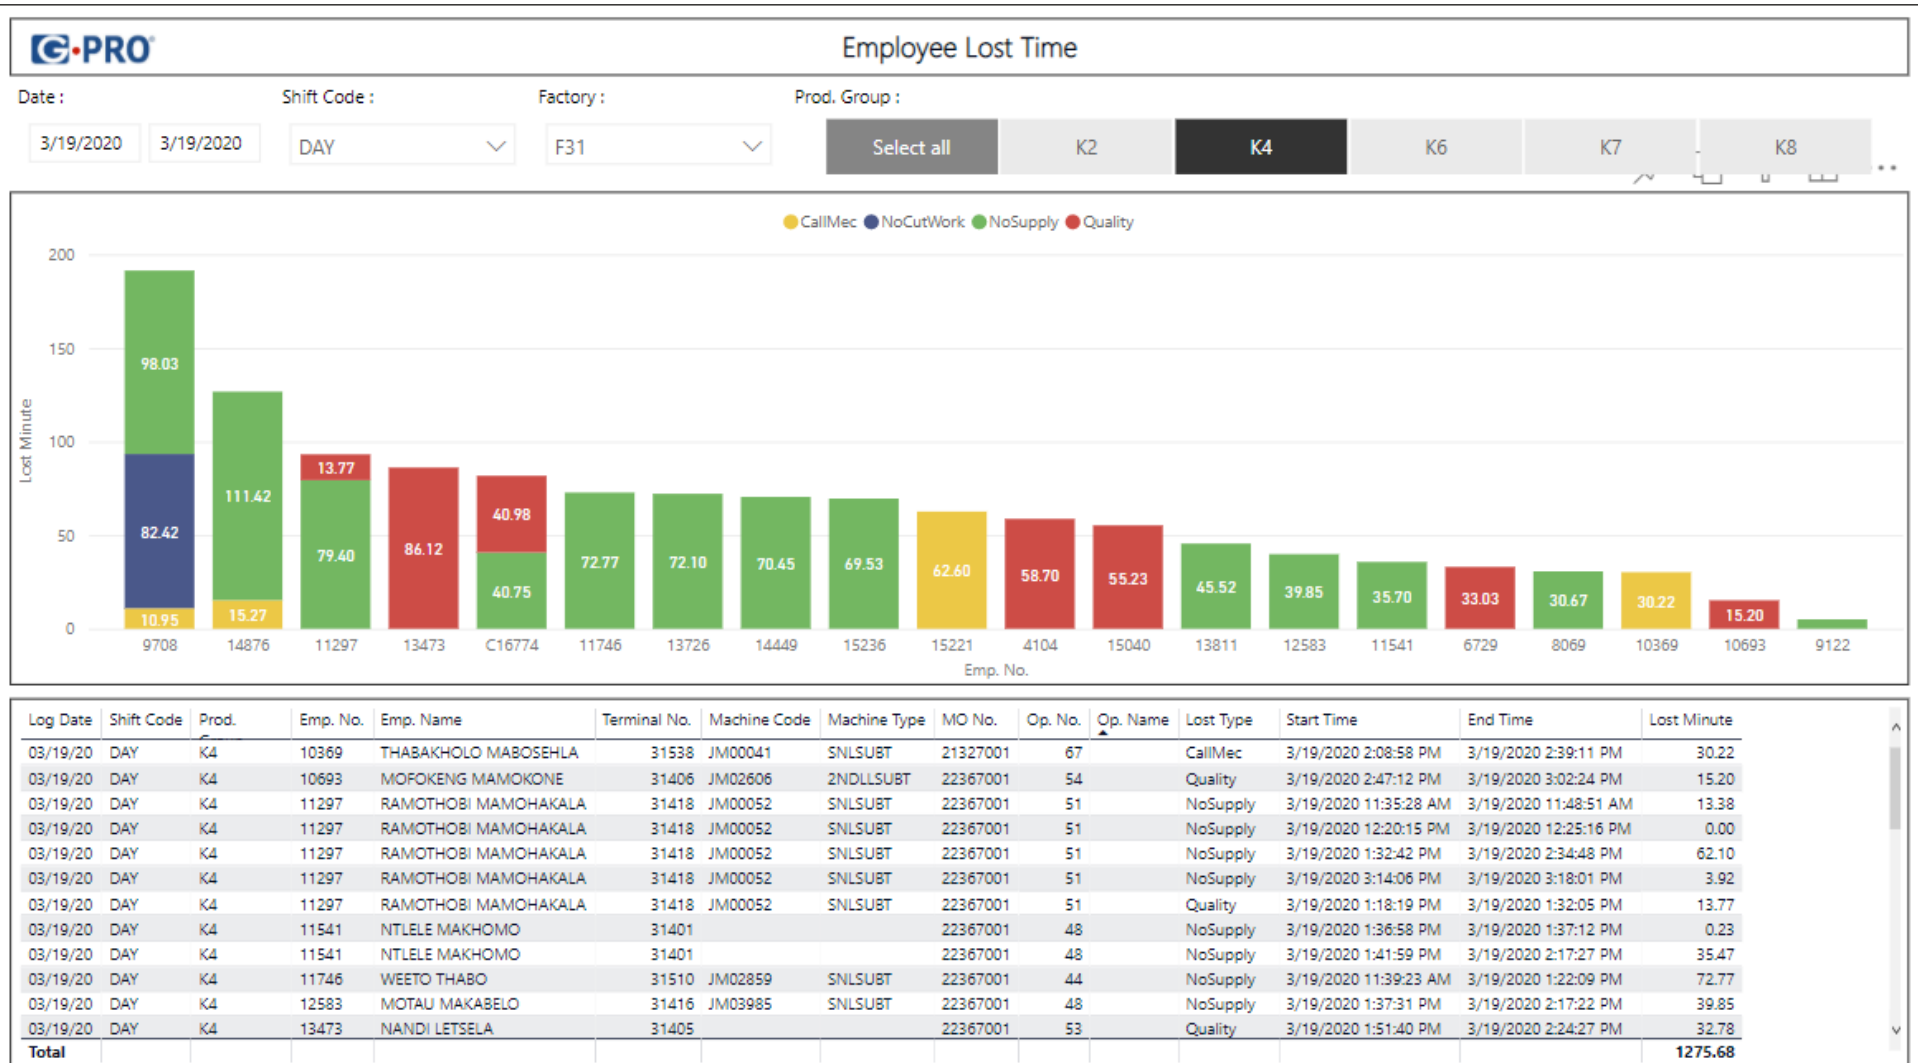 G•PRO
Employee Lost Time
Date : Shift Code : Factory : Prod. Group :
3/19/2020 3/19/2020 DAY F31 Select all K2 K4 K6 K7 K8
CallMec NoCutWork NoSupply Quality
Lost Minute
200
150
100
50
0
98.03
82.42
10.95
111.42
15.27
13.77
79.40
86.12
40.98
40.75
72.77
72.10
70.45
69.53
62.60
58.70
55.23
45.52
39.85
35.70
33.03
30.67
30.22
15.20
9708 14876 11297 13473 C16774 11746 13726 14449 15236 15221 4104 15040 13811 12583 11541 6729 8069 10369 10693 9122
Emp. No.
Log Date Shift Code Prod. Emp. No. Emp. Name Terminal No. Machine Code Machine Type MO No. Op. No. Op. Name Lost Type Start Time End Time Lost Minute
03/19/20 DAY K4 10369 THABAKHOLO MABOSEHLA 31538 JM00041 SNLSUBT 21327001 67 CallMec 3/19/2020 2:08:58 PM 3/19/2020 2:39:11 PM 30.22
03/19/20 DAY K4 10693 MOFOKENG MAMOKONE 31406 JM02606 2NDLLSUBT 22367001 54 Quality 3/19/2020 2:47:12 PM 3/19/2020 3:02:24 PM 15.20
03/19/20 DAY K4 11297 RAMOTHOBI MAMOHAKALA 31418 JM00052 SNLSUBT 22367001 51 NoSupply 3/19/2020 11:35:28 AM 3/19/2020 11:48:51 AM 13.38
03/19/20 DAY K4 11297 RAMOTHOBI MAMOHAKALA 31418 JM00052 SNLSUBT 22367001 51 NoSupply 3/19/2020 12:20:15 PM 3/19/2020 12:25:16 PM 0.00
03/19/20 DAY K4 11297 RAMOTHOBI MAMOHAKALA 31418 JM00052 SNLSUBT 22367001 51 NoSupply 3/19/2020 1:32:42 PM 3/19/2020 2:34:48 PM 62.10
03/19/20 DAY K4 11297 RAMOTHOBI MAMOHAKALA 31418 JM00052 SNLSUBT 22367001 51 NoSupply 3/19/2020 3:14:06 PM 3/19/2020 3:18:01 PM 3.92
03/19/20 DAY K4 11297 RAMOTHOBI MAMOHAKALA 31418 JM00052 SNLSUBT 22367001 51 Quality 3/19/2020 1:18:19 PM 3/19/2020 1:32:05 PM 13.77
03/19/20 DAY K4 11541 NTLELE MAKHOMO 31401 22367001 48 NoSupply 3/19/2020 1:36:58 PM 3/19/2020 1:37:12 PM 0.23
03/19/20 DAY K4 11541 NTLELE MAKHOMO 31401 22367001 48 NoSupply 3/19/2020 1:41:59 PM 3/19/2020 2:17:27 PM 35.47
03/19/20 DAY K4 11746 WEETO THABO 31510 JM02859 SNLSUBT 22367001 44 NoSupply 3/19/2020 11:39:23 AM 3/19/2020 1:22:09 PM 72.77
03/19/20 DAY K4 12583 MOTAU MAKABELO 31416 JM03985 SNLSUBT 22367001 48 NoSupply 3/19/2020 1:37:31 PM 3/19/2020 2:17:22 PM 39.85
03/19/20 DAY K4 13473 NANDI LETSELA 31405 22367001 53 Quality 3/19/2020 1:51:40 PM 3/19/2020 2:24:27 PM 32.78
Total 1275.68